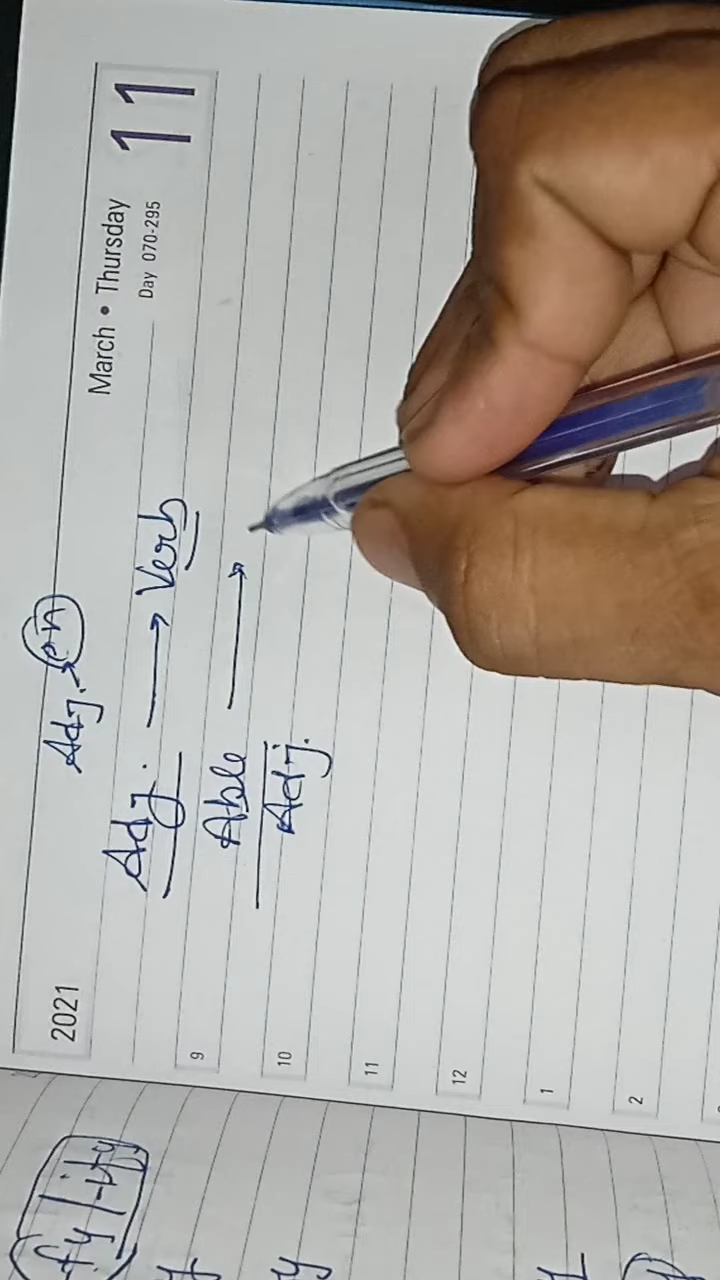 2021
March • Thursday
11
Day 070-295
Adj. → en
Adj. → Verb
9
Able →
10
Adj.
11
12
1
2
fy / ify
y